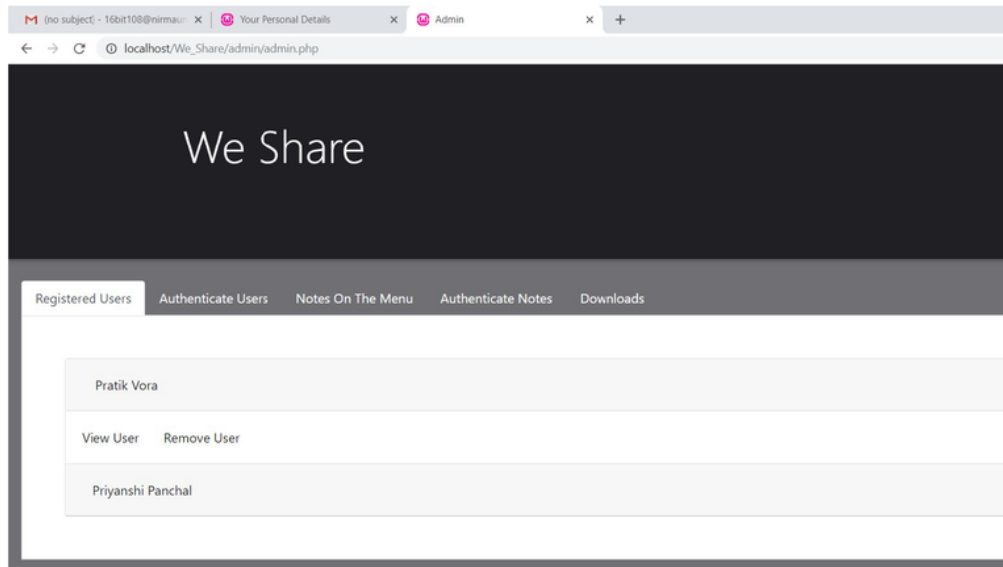 (no subject) - 16bit108@nirmauni Your Personal Details Admin
localhost/We_Share/admin/admin.php
We Share
Registered Users Authenticate Users Notes On The Menu Authenticate Notes Downloads
Pratik Vora
View User Remove User
Priyanshi Panchal